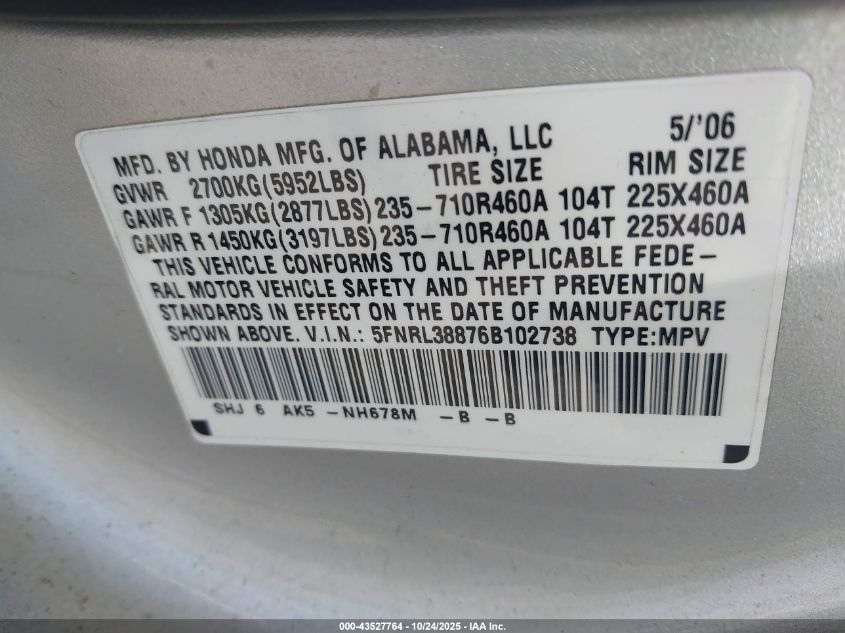 MFD. BY HONDA MFG. OF ALABAMA, LLC 5/'06
GVWR 2700KG(5952LBS) TIRE SIZE RIM SIZE
GAWR F 1305KG(2877LBS) 235-710R460A 104T 225X460A
GAWR R 1450KG(3197LBS) 235-710R460A 104T 225X460A
THIS VEHICLE CONFORMS TO ALL APPLICABLE FEDE-
RAL MOTOR VEHICLE SAFETY AND THEFT PREVENTION
STANDARDS IN EFFECT ON THE DATE OF MANUFACTURE
SHOWN ABOVE. V.I.N.: 5FNRL38876B102738 TYPE:MPV
SHJ 6 AK5 -NH678M -B -B
000-43527764 | 10/24/2025 - IAA Inc.